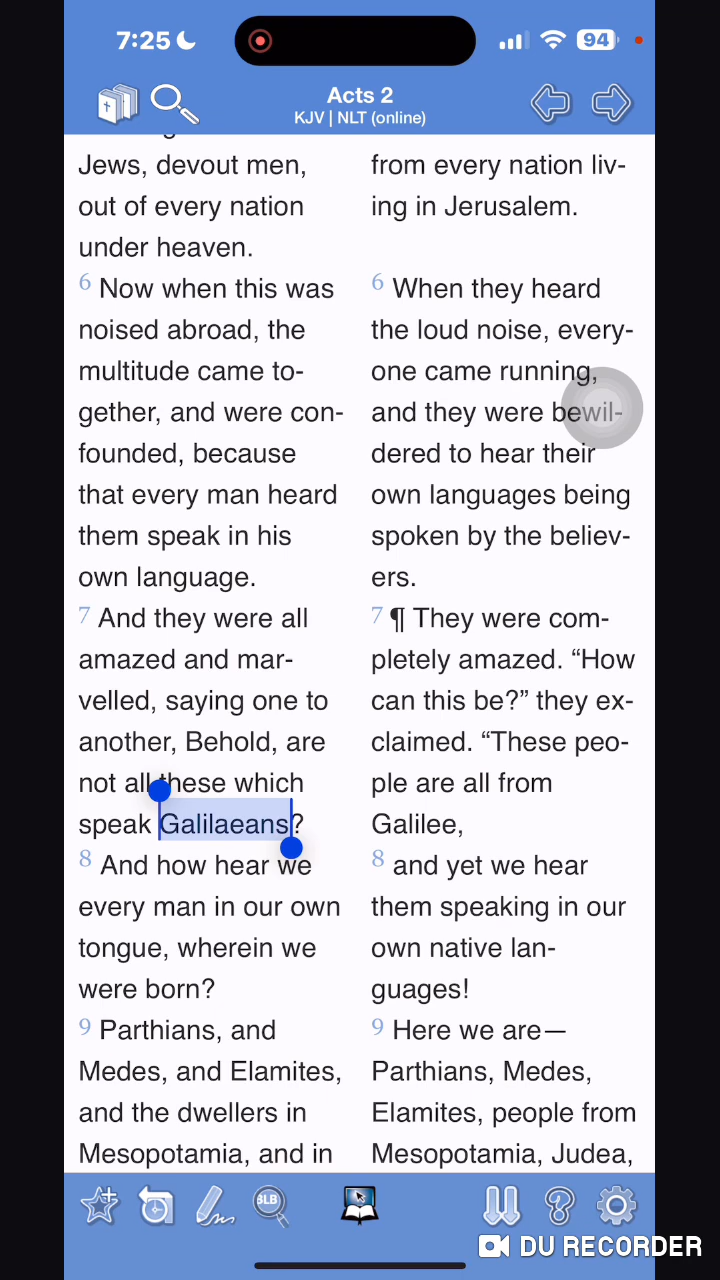 7:25
94
Acts 2
KJV | NLT (online)
Jews, devout men,
out of every nation
under heaven.
6 Now when this was
noised abroad, the
multitude came to-
gether, and were con-
founded, because
that every man heard
them speak in his
own language.
7 And they were all
amazed and mar-
velled, saying one to
another, Behold, are
not all these which
speak Galilaeans?
8 And how hear we
every man in our own
tongue, wherein we
were born?
9 Parthians, and
Medes, and Elamites,
and the dwellers in
Mesopotamia, and in
from every nation liv-
ing in Jerusalem.
6 When they heard
the loud noise, every-
one came running,
and they were bewil-
dered to hear their
own languages being
spoken by the believ-
ers.
7 ¶ They were com-
pletely amazed. “How
can this be?” they ex-
claimed. “These peo-
ple are all from
Galilee,
8 and yet we hear
them speaking in our
own native lan-
guages!
9 Here we are—
Parthians, Medes,
Elamites, people from
Mesopotamia, Judea,
BLB
DU RECORDER